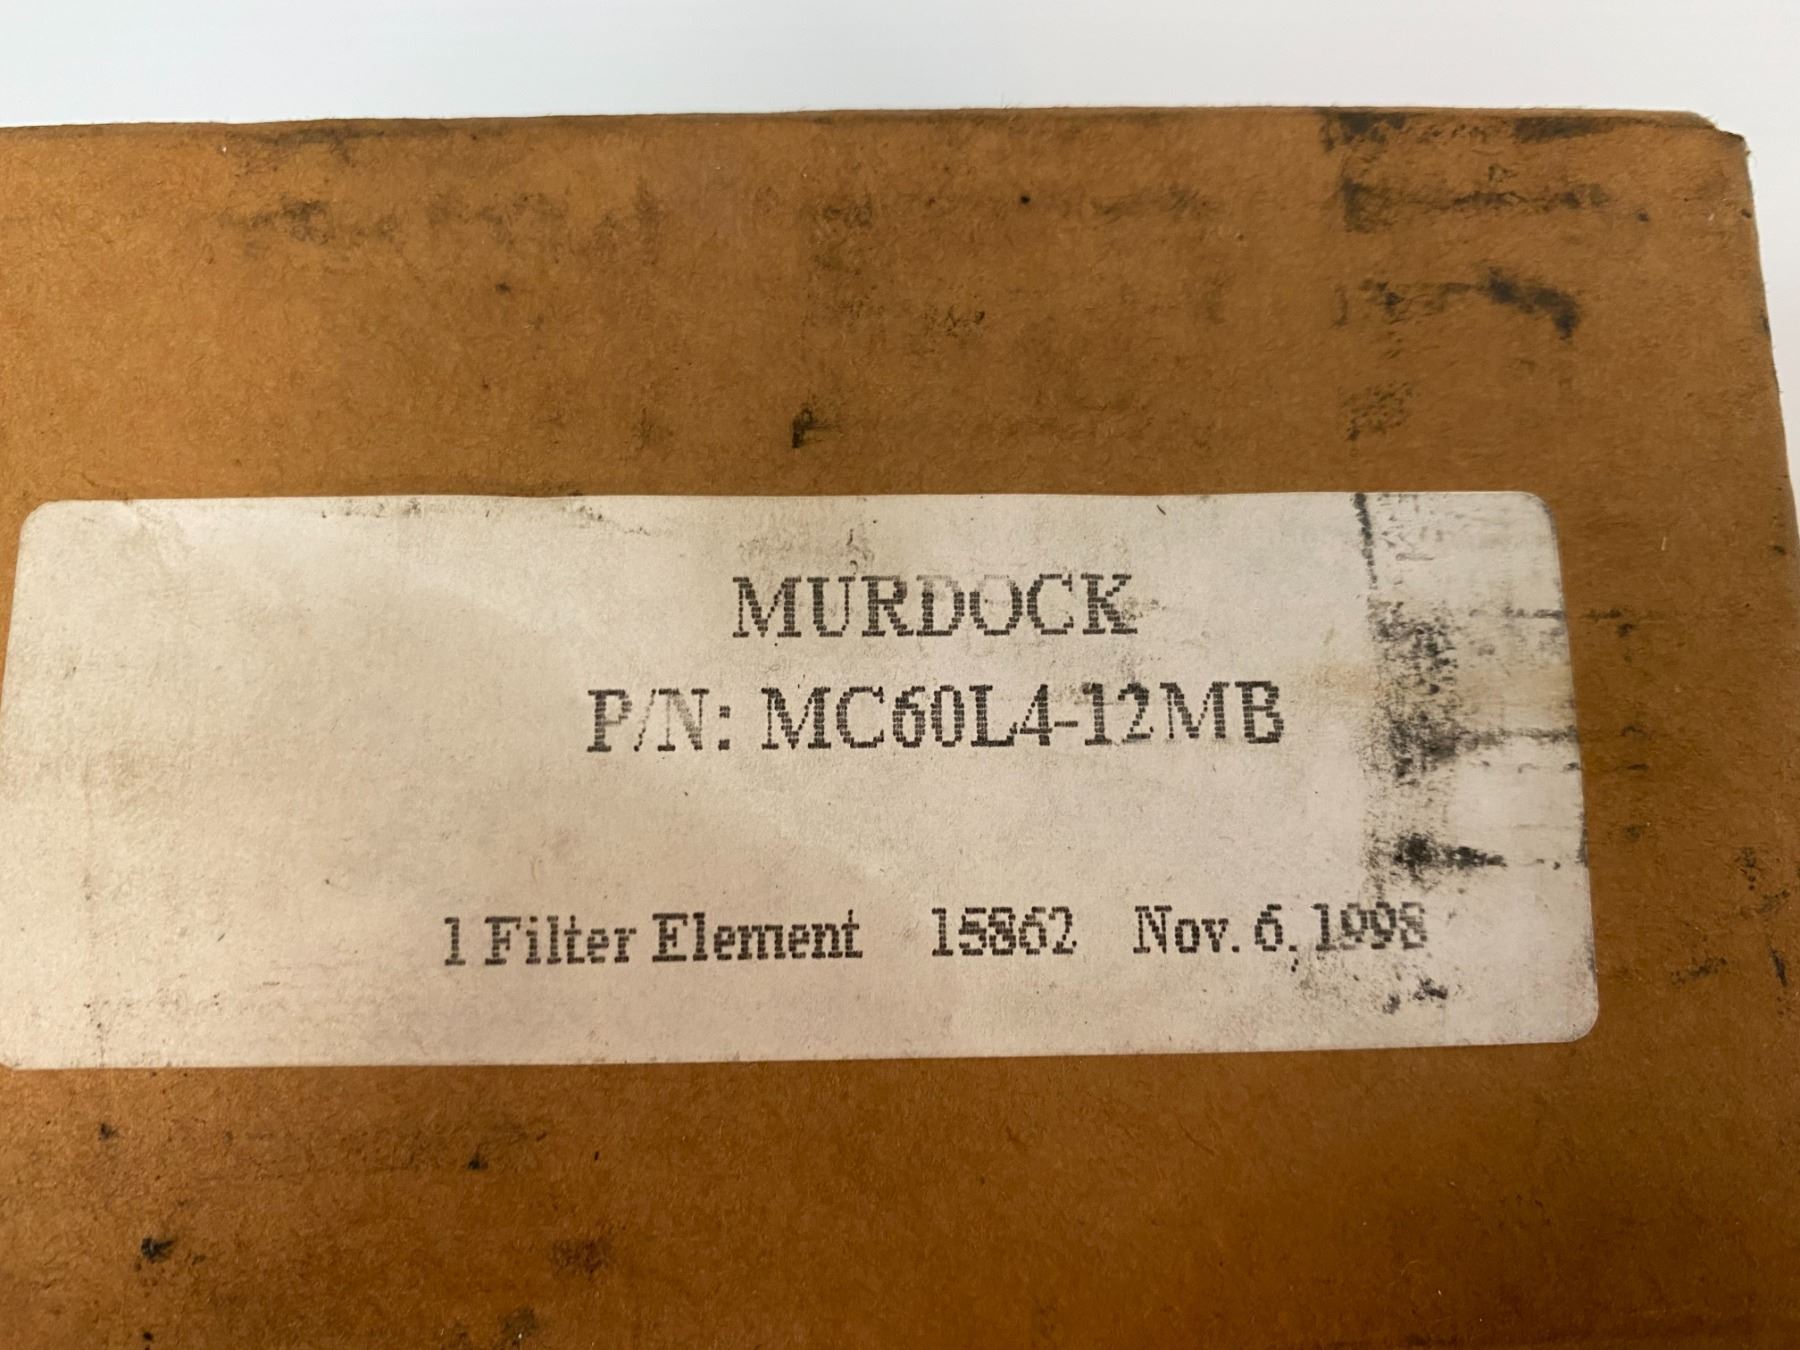 MURDOCK
P/N: MC60L4-12MB
1 Filter Element 15862 Nov. 6, 1998